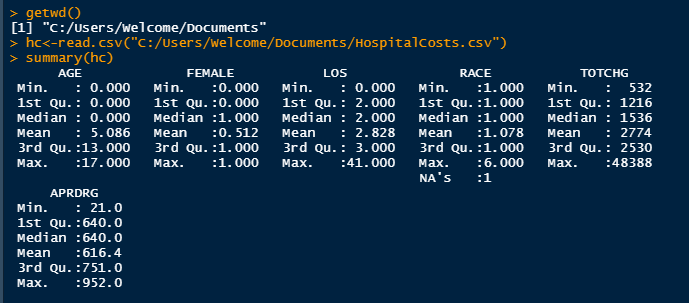 > getwd()
[1] "C:/Users/Welcome/Documents"
> hc<-read.csv("C:/Users/Welcome/Documents/HospitalCosts.csv")
> summary(hc)
      AGE             FEMALE           LOS              RACE           TOTCHG
 Min.   : 0.000   Min.   :0.000   Min.   : 0.000   Min.   :1.000   Min.   :  532
 1st Qu.: 0.000   1st Qu.:0.000   1st Qu.: 2.000   1st Qu.:1.000   1st Qu.: 1216
 Median : 0.000   Median :1.000   Median : 2.000   Median :1.000   Median : 1536
 Mean   : 5.086   Mean   :0.512   Mean   : 2.828   Mean   :1.078   Mean   : 2774
 3rd Qu.:13.000   3rd Qu.:1.000   3rd Qu.: 3.000   3rd Qu.:1.000   3rd Qu.: 2530
 Max.   :17.000   Max.   :1.000   Max.   :41.000   Max.   :6.000   Max.   :48388
                                                   NA's   :1
     APRDRG
 Min.   : 21.0
 1st Qu.:640.0
 Median :640.0
 Mean   :616.4
 3rd Qu.:751.0
 Max.   :952.0